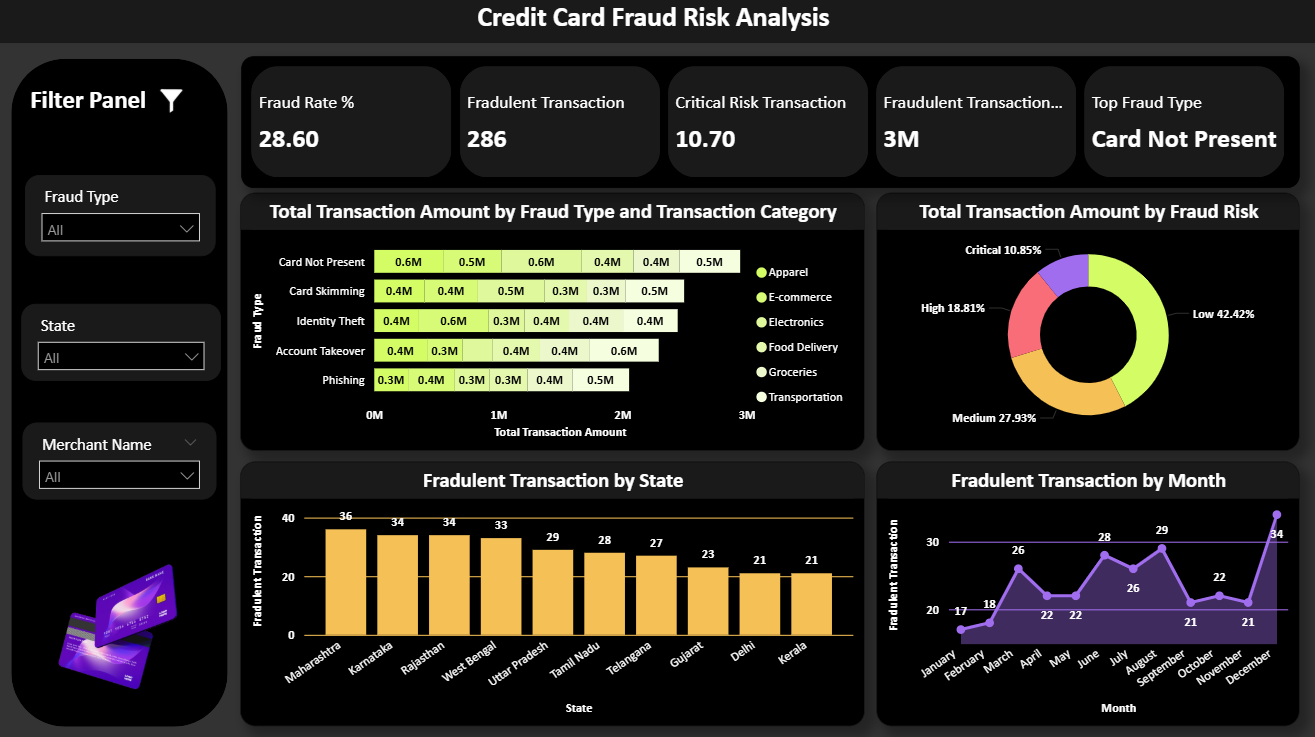 Credit Card Fraud Risk Analysis
Filter Panel
Fraud Type
All
State
All
Merchant Name
All
Fraud Rate %
28.60
Fradulent Transaction
286
Critical Risk Transaction
10.70
Fraudulent Transaction...
3M
Top Fraud Type
Card Not Present
Total Transaction Amount by Fraud Type and Transaction Category
Fraud Type
Card Not Present 0.6M 0.5M 0.6M 0.4M 0.4M 0.5M
Card Skimming 0.4M 0.4M 0.5M 0.3M 0.3M 0.5M
Identity Theft 0.4M 0.6M 0.3M 0.4M 0.4M 0.4M
Account Takeover 0.4M 0.3M 0.4M 0.4M 0.6M
Phishing 0.3M 0.4M 0.3M 0.3M 0.4M 0.5M
0M 1M 2M 3M
Total Transaction Amount
Apparel
E-commerce
Electronics
Food Delivery
Groceries
Transportation
Total Transaction Amount by Fraud Risk
Critical 10.85%
High 18.81%
Low 42.42%
Medium 27.93%
Fradulent Transaction by State
Fradulent Transaction
40
20
0
36 34 34 33 29 28 27 23 21 21
Maharashtra Karnataka Rajasthan West Bengal Uttar Pradesh Tamil Nadu Telangana Gujarat Delhi Kerala
State
Fradulent Transaction by Month
Fradulent Transaction
30
20
17 18 26 22 22 28 26 29 21 22 21 34
January February March April May June July August September October November December
Month